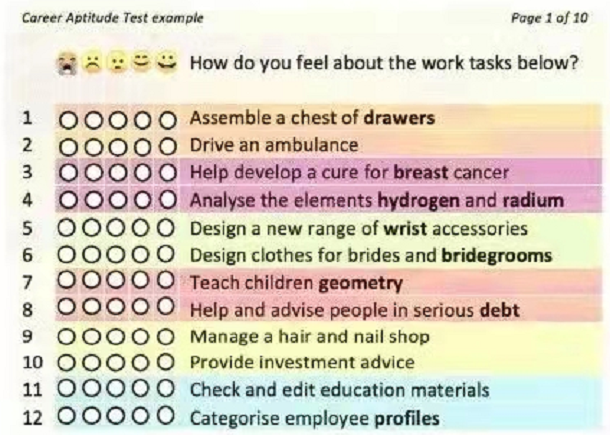 Career Aptitude Test example Page 1 of 10
How do you feel about the work tasks below?
1 Assemble a chest of drawers
2 Drive an ambulance
3 Help develop a cure for breast cancer
4 Analyse the elements hydrogen and radium
5 Design a new range of wrist accessories
6 Design clothes for brides and bridegrooms
7 Teach children geometry
8 Help and advise people in serious debt
9 Manage a hair and nail shop
10 Provide investment advice
11 Check and edit education materials
12 Categorise employee profiles